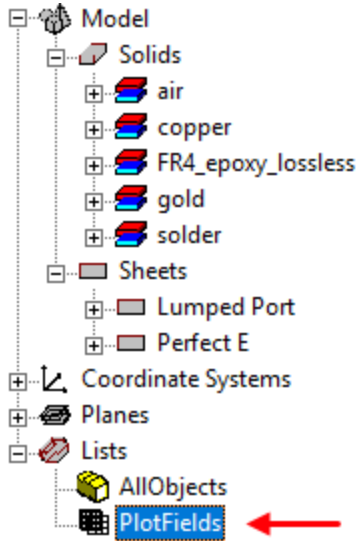 Model
Solids
air
copper
FR4_epoxy_lossless
gold
solder
Sheets
Lumped Port
Perfect E
Coordinate Systems
Planes
Lists
AllObjects
PlotFields